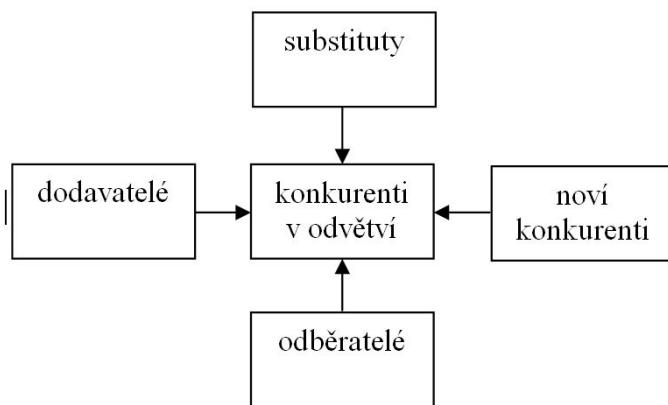 substituty
dodavatelé
konkurenti
v odvětví
noví
konkurenti
odběratelé